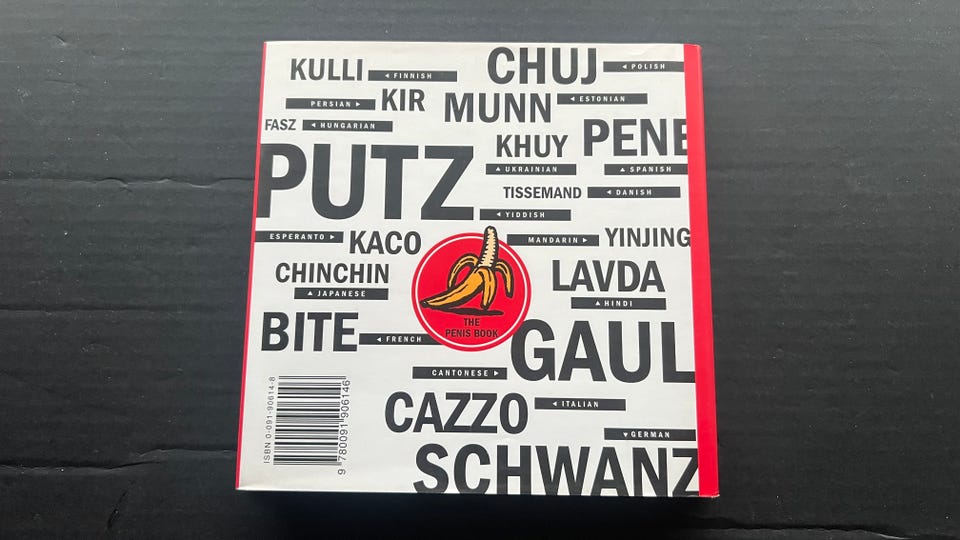 KULLI
◄ FINNISH
CHUJ
◄ POLISH
PERSIAN ►
KIR
MUNN
◄ ESTONIAN
FASZ
◄ HUNGARIAN
KHUY
▲ UKRAINIAN
PENE
▲ SPANISH
PUTZ
◄ YIDDISH
TISSEMAND
◄ DANISH
ESPERANTO ►
KACO
MANDARIN ►
YINJING
CHINCHIN
▲ JAPANESE
LAVDA
▲ HINDI
THE
PENIS BOOK
BITE
◄ FRENCH
GAUL
CANTONESE ►
CAZZO
◄ ITALIAN
▼ GERMAN
SCHWANZ
ISBN 0-091-90614-8
9 780091 906146